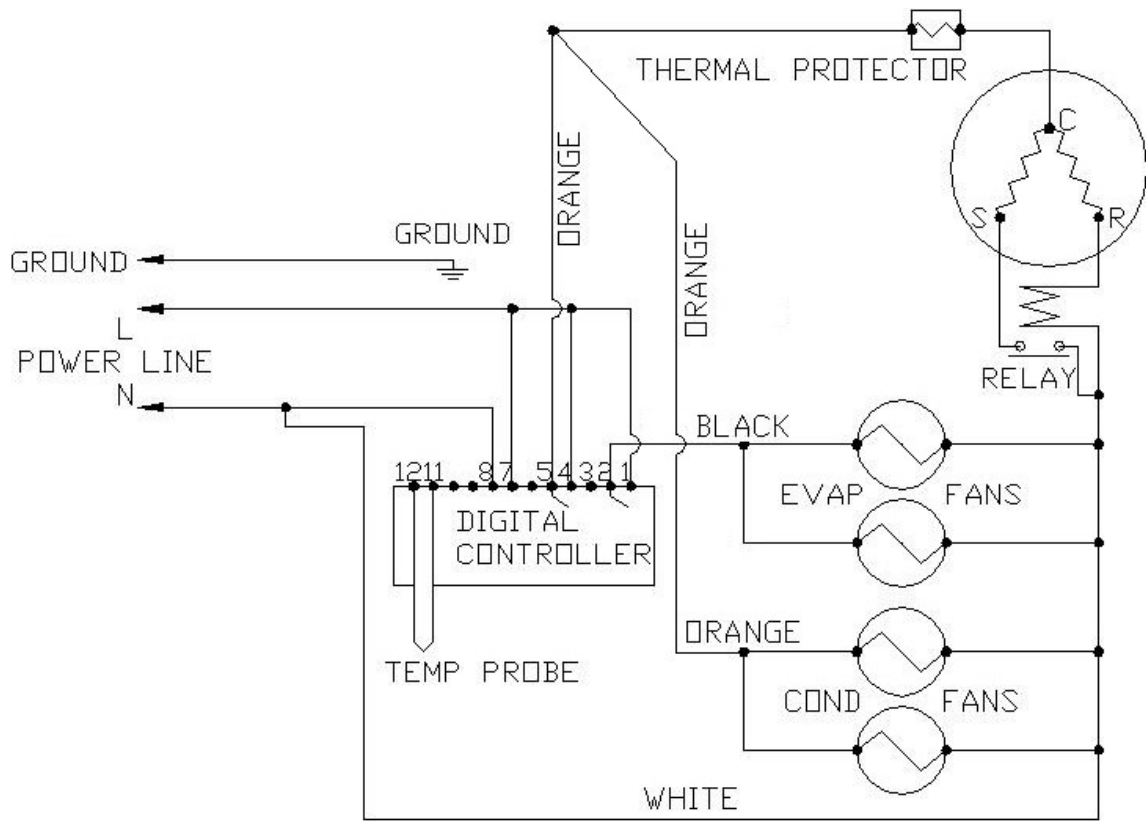 THERMAL PROTECTOR
C
S
R
ORANGE
ORANGE
GROUND
GROUND
L
POWER LINE
N
RELAY
BLACK
12 11 8 7 5 4 3 2 1
EVAP FANS
DIGITAL
CONTROLLER
ORANGE
TEMP PROBE
COND FANS
WHITE